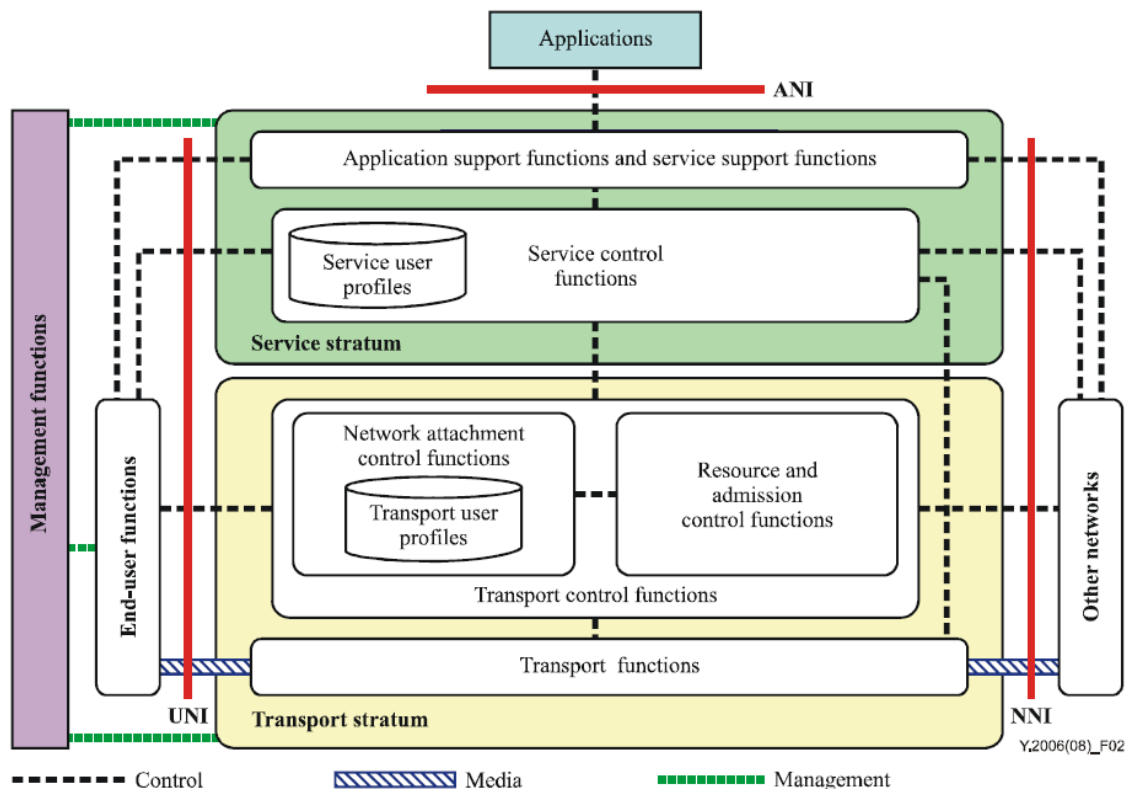 Applications
ANI
Application support functions and service support functions
Service user
profiles
Service control
functions
Service stratum
Management functions
End-user functions
Network attachment
control functions
Transport user
profiles
Resource and
admission
control functions
Transport control functions
Other networks
Transport functions
UNI
Transport stratum
NNI
Y.2006(08)_F02
Control
Media
Management